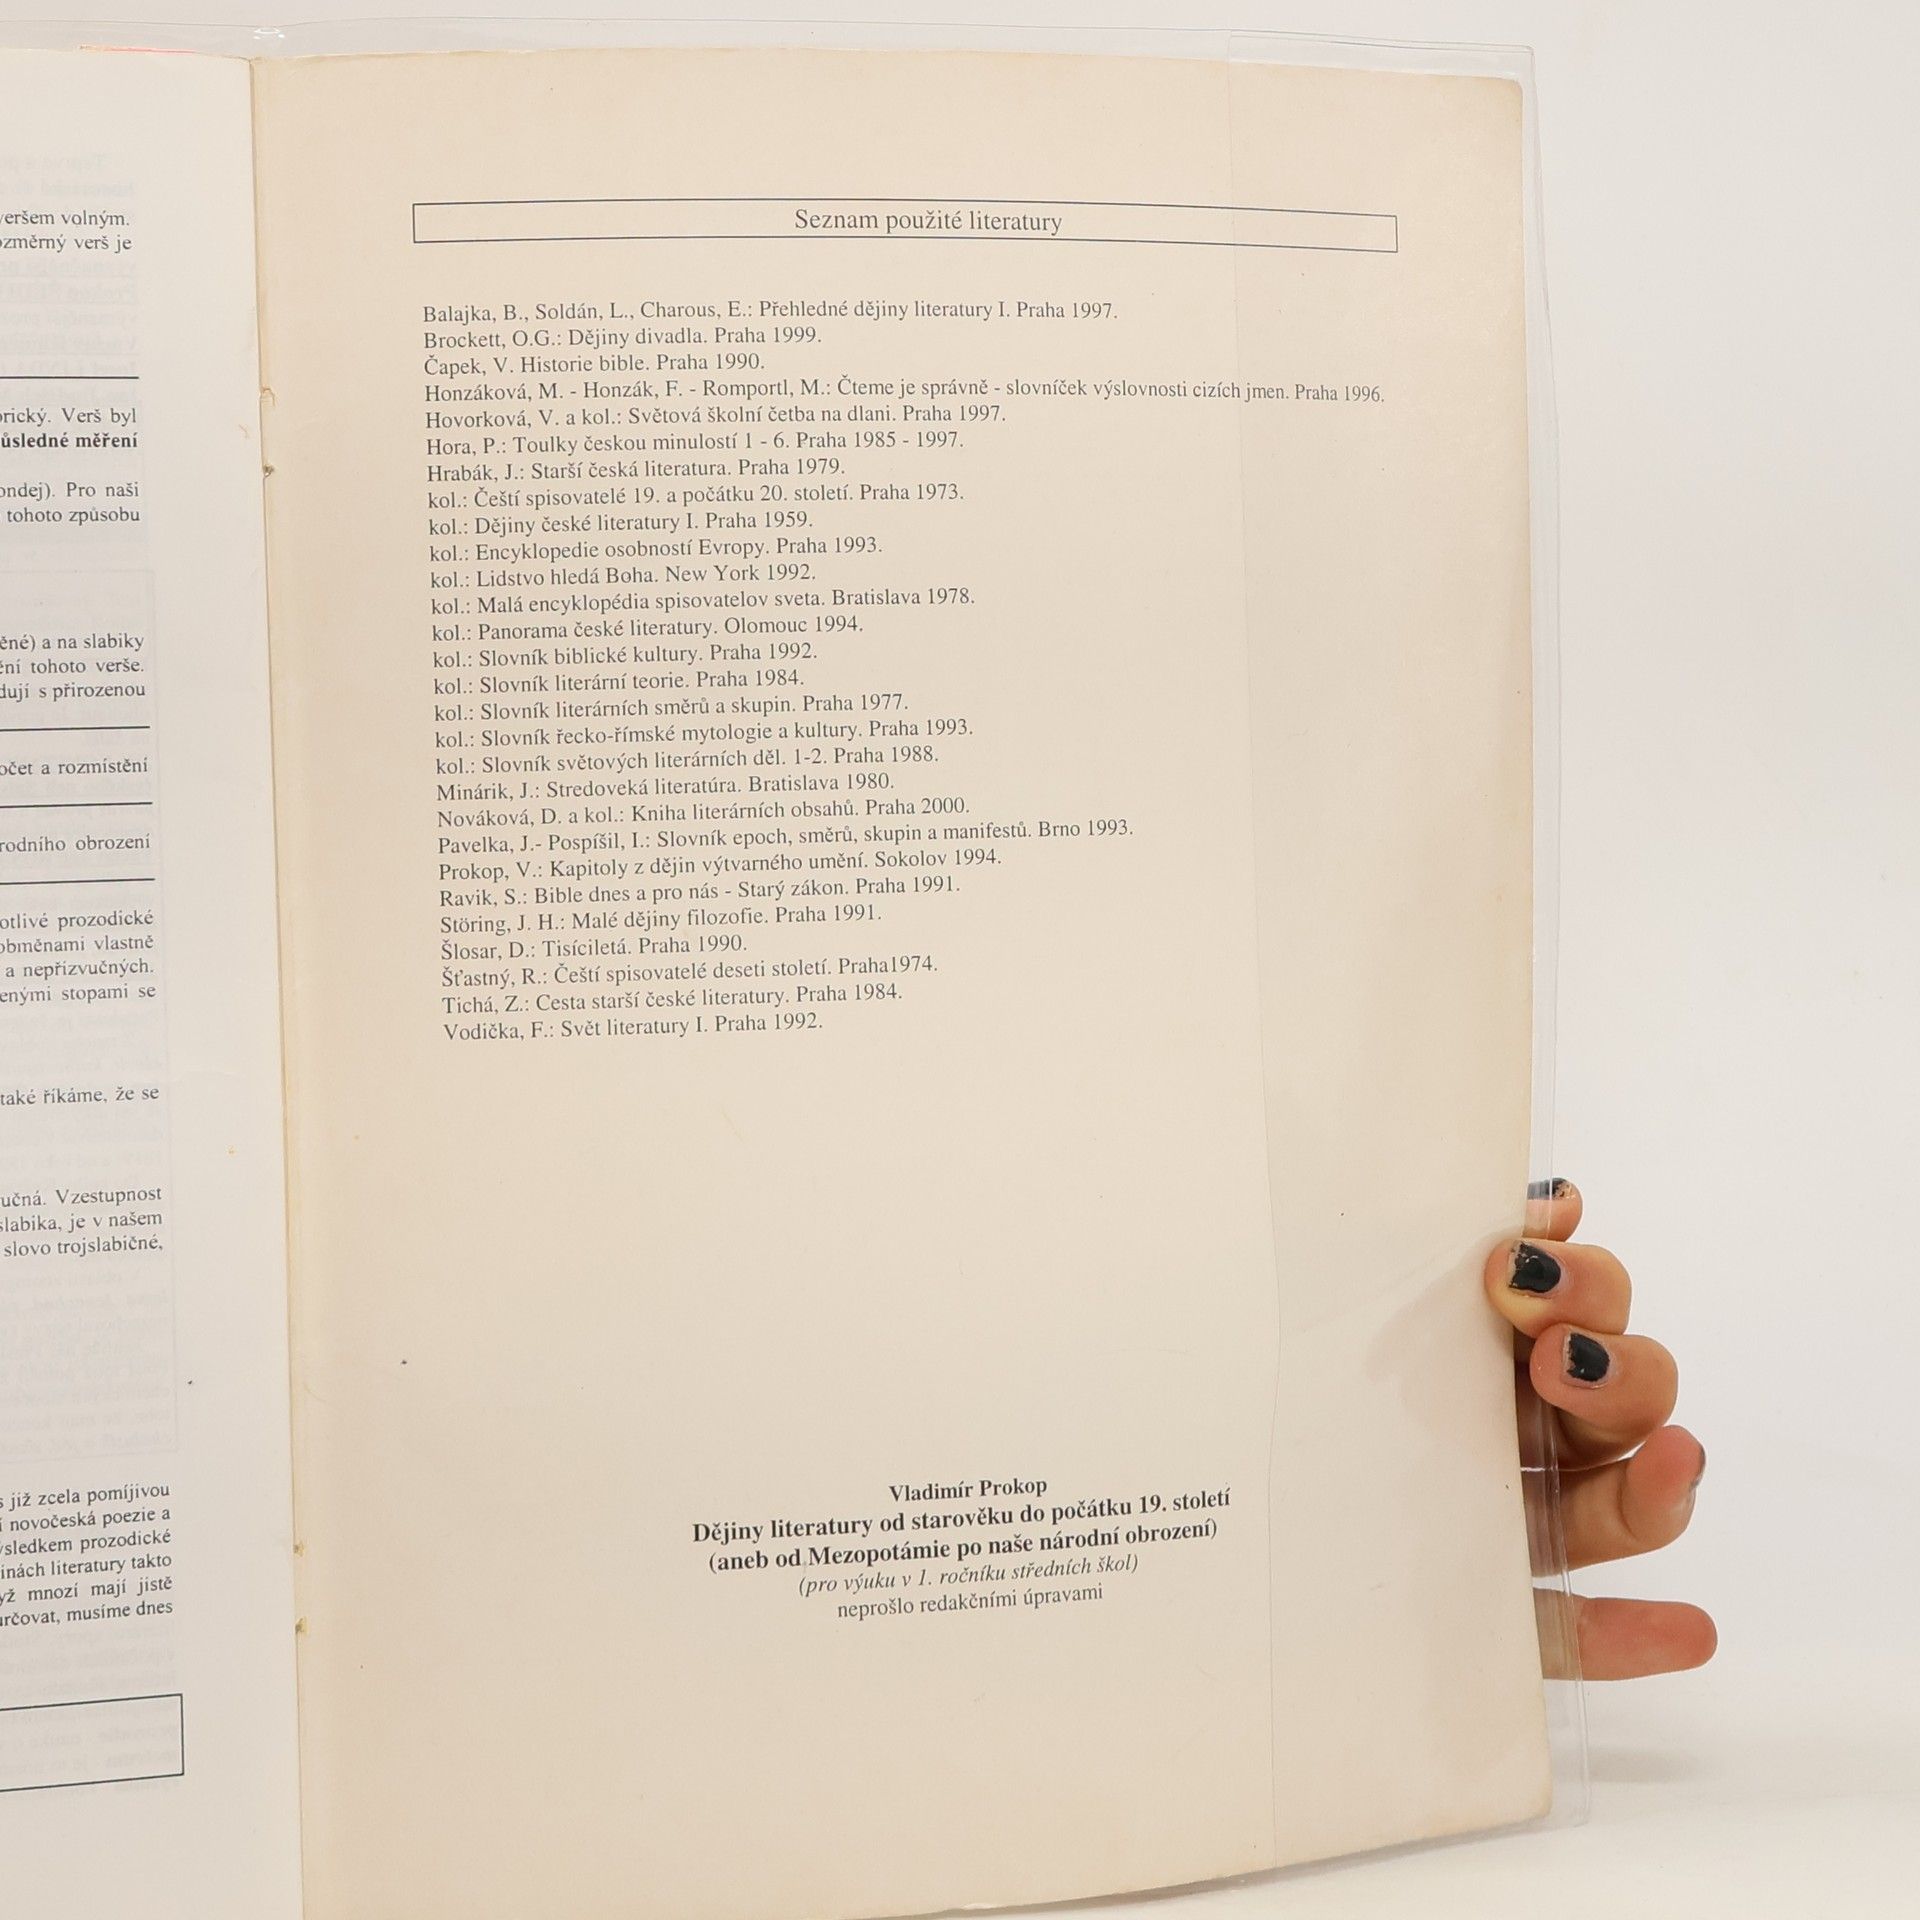 veršem volným.
ozměrný verš je
orický. Verš byl
ůsledné měření
ondej). Pro naši
tohoto způsobu
ěné) a na slabiky
ění tohoto verše.
dují s přirozenou
očet a rozmístění
rodního obrození
otlivé prozodické
obměnami vlastně
a nepřízvučných.
enými stopami se
také říkáme, že se
učná. Vzestupnost
slabika, je v našem
slovo trojslabičné,
s již zcela pomíjivou
í novočeská poezie a
ýsledkem prozodické
inách literatury takto
yž mnozí mají jistě
určovat, musíme dnes
Seznam použité literatury
Balajka, B., Soldán, L., Charous, E.: Přehledné dějiny literatury I. Praha 1997.
Brockett, O.G.: Dějiny divadla. Praha 1999.
Čapek, V. Historie bible. Praha 1990.
Honzáková, M. - Honzák, F. - Romportl, M.: Čteme je správně - slovníček výslovnosti cizích jmen. Praha 1996.
Hovorková, V. a kol.: Světová školní četba na dlani. Praha 1997.
Hora, P.: Toulky českou minulostí 1 - 6. Praha 1985 - 1997.
Hrabák, J.: Starší česká literatura. Praha 1979.
kol.: Čeští spisovatelé 19. a počátku 20. století. Praha 1973.
kol.: Dějiny české literatury I. Praha 1959.
kol.: Encyklopedie osobností Evropy. Praha 1993.
kol.: Lidstvo hledá Boha. New York 1992.
kol.: Malá encyklopédia spisovatelov sveta. Bratislava 1978.
kol.: Panorama české literatury. Olomouc 1994.
kol.: Slovník biblické kultury. Praha 1992.
kol.: Slovník literární teorie. Praha 1984.
kol.: Slovník literárních směrů a skupin. Praha 1977.
kol.: Slovník řecko-římské mytologie a kultury. Praha 1993.
kol.: Slovník světových literárních děl. 1-2. Praha 1988.
Minárik, J.: Stredoveká literatúra. Bratislava 1980.
Nováková, D. a kol.: Kniha literárních obsahů. Praha 2000.
Pavelka, J.- Pospíšil, I.: Slovník epoch, směrů, skupin a manifestů. Brno 1993.
Prokop, V.: Kapitoly z dějin výtvarného umění. Sokolov 1994.
Ravik, S.: Bible dnes a pro nás - Starý zákon. Praha 1991.
Störing, J. H.: Malé dějiny filozofie. Praha 1991.
Šlosar, D.: Tisíciletá. Praha 1990.
Šťastný, R.: Čeští spisovatelé deseti století. Praha1974.
Tichá, Z.: Cesta starší české literatury. Praha 1984.
Vodička, F.: Svět literatury I. Praha 1992.
Vladimír Prokop
Dějiny literatury od starověku do počátku 19. století
(aneb od Mezopotámie po naše národní obrození)
(pro výuku v 1. ročníku středních škol)
neprošlo redakčními úpravami